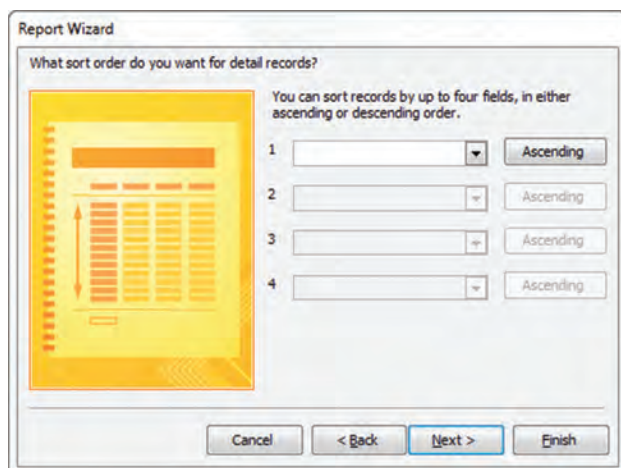 Report Wizard
What sort order do you want for detail records?
You can sort records by up to four fields, in either
ascending or descending order.
1 Ascending
2 Ascending
3 Ascending
4 Ascending
Cancel < Back Next > Finish